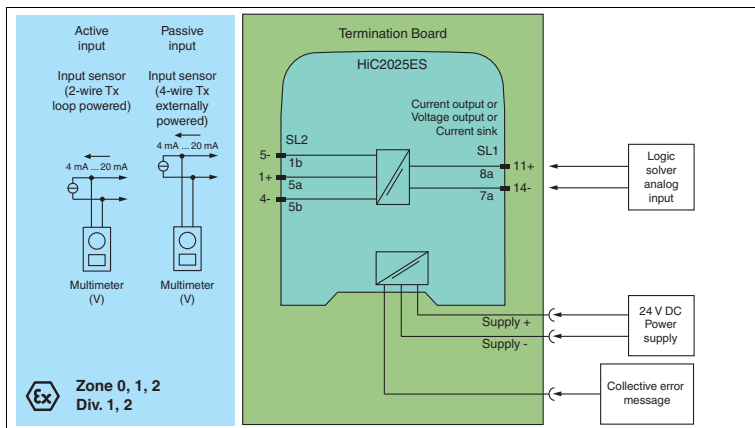 Active
input
Passive
input
Input sensor
(2-wire Tx
loop powered)
Input sensor
(4-wire Tx
externally
powered)
4 mA ... 20 mA
4 mA ... 20 mA
Multimeter
(V)
Multimeter
(V)
Ex
Zone 0, 1, 2
Div. 1, 2
Termination Board
HiC2025ES
Current output or
Voltage output or
Current sink
SL2
SL1
5-
1b
1+
5a
4-
5b
11+
8a
14-
7a
Supply +
Supply -
Logic
solver
analog
input
24 V DC
Power
supply
Collective error
message